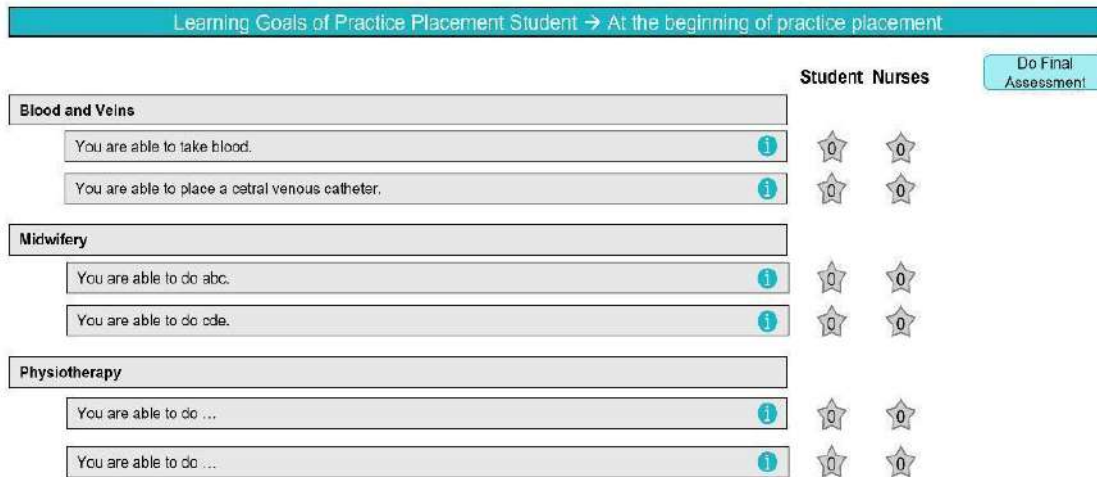 Learning Goals of Practice Placement Student → At the beginning of practice placement
Student Nurses
Do Final
Assessment
Blood and Veins
You are able to take blood. i 0 0
You are able to place a cetral venous catheter. i 0 0
Midwifery
You are able to do abc. i 0 0
You are able to do cde. i 0 0
Physiotherapy
You are able to do ... i 0 0
You are able to do ... i 0 0